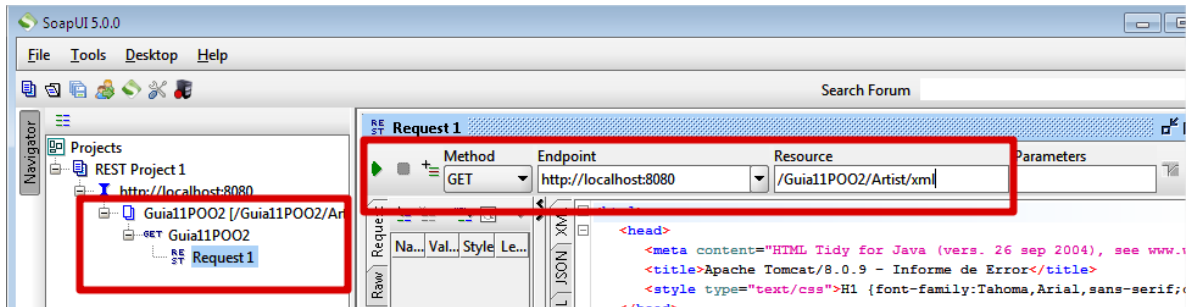 SoapUI 5.0.0
File Tools Desktop Help
Search Forum
Navigator
Projects
REST Project 1
http://localhost:8080
Guia11POO2 [/Guia11POO2/Ar
GET Guia11POO2
REST Request 1
REST Request 1
Method Endpoint Resource Parameters
GET http://localhost:8080 /Guia11POO2/Artist/xml
Reques
Raw
Na... Val... Style Le...
XM
JSON
<head>
<meta content="HTML Tidy for Java (vers. 26 sep 2004), see www.
<title>Apache Tomcat/8.0.9 - Informe de Error</title>
<style type="text/css">H1 {font-family:Tahoma,Arial,sans-serif;